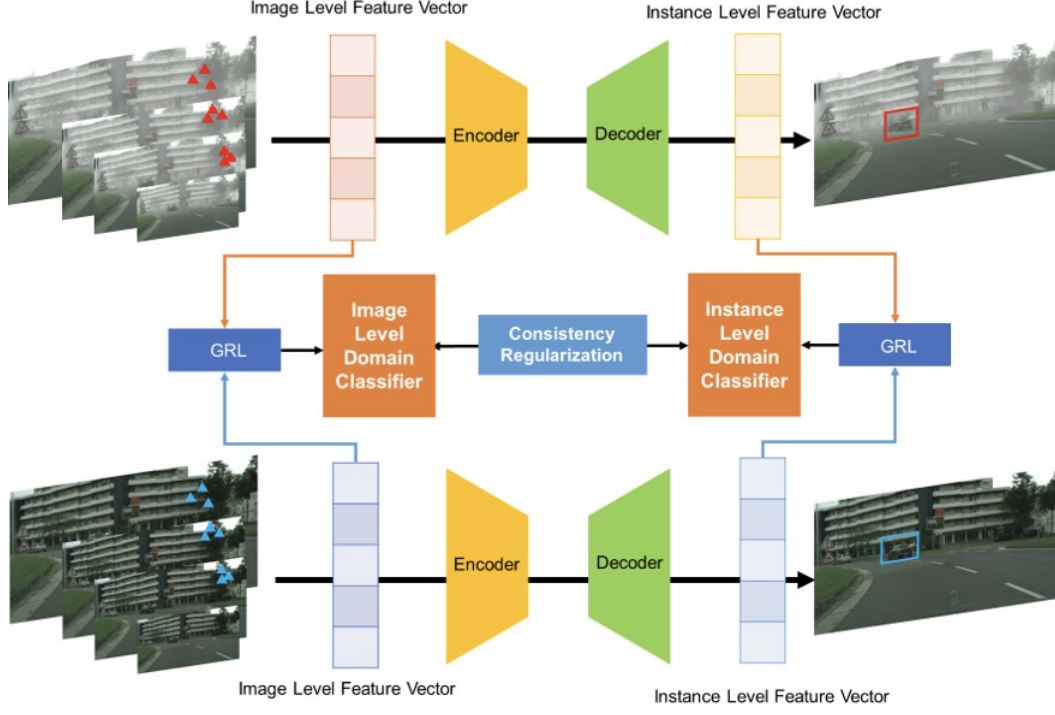 Image Level Feature Vector
Instance Level Feature Vector
Encoder
Decoder
GRL
Image
Level
Domain
Classifier
Consistency
Regularization
Instance
Level
Domain
Classifier
GRL
Encoder
Decoder
Image Level Feature Vector
Instance Level Feature Vector